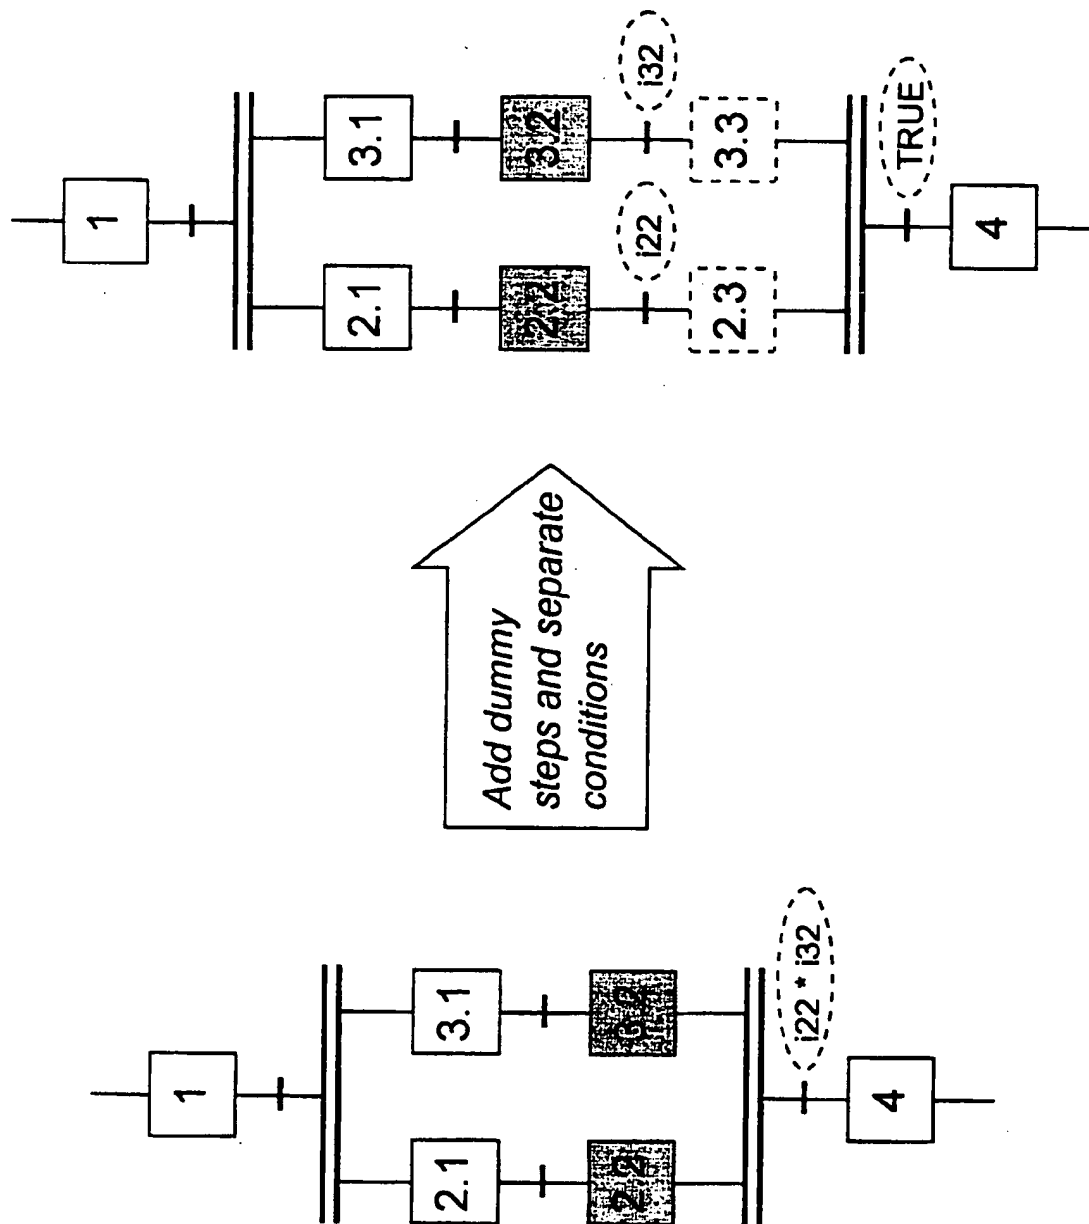 1
2.1
3.1
2.2
3.2
i22 * i32
4
Add dummy
steps and separate
conditions
1
2.1
3.1
2.2
3.2
i22
i32
2.3
3.3
TRUE
4